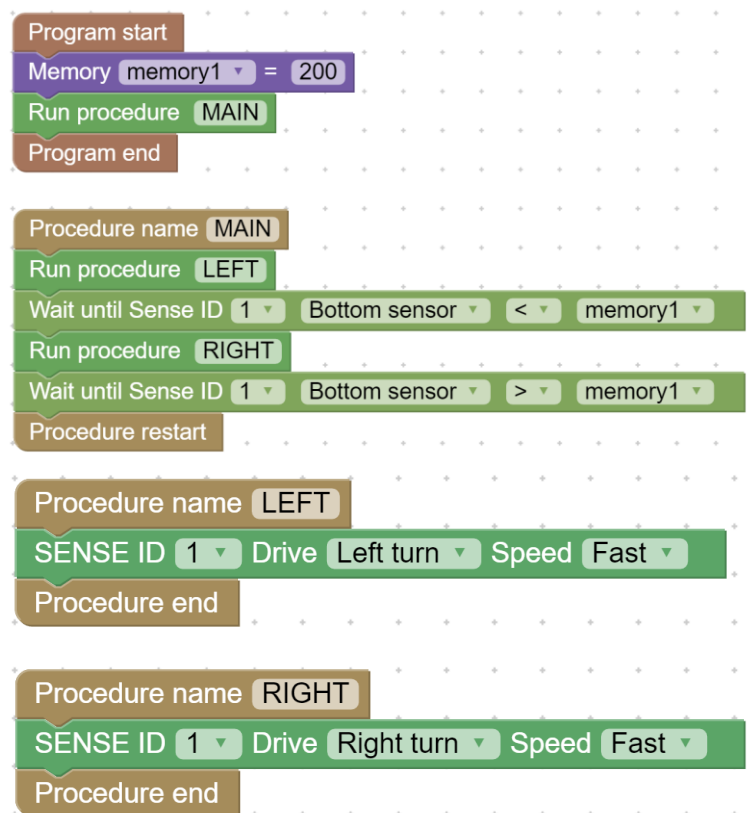 Program start
Memory memory1 = 200
Run procedure MAIN
Program end
Procedure name MAIN
Run procedure LEFT
Wait until Sense ID 1 Bottom sensor < memory1
Run procedure RIGHT
Wait until Sense ID 1 Bottom sensor > memory1
Procedure restart
Procedure name LEFT
SENSE ID 1 Drive Left turn Speed Fast
Procedure end
Procedure name RIGHT
SENSE ID 1 Drive Right turn Speed Fast
Procedure end